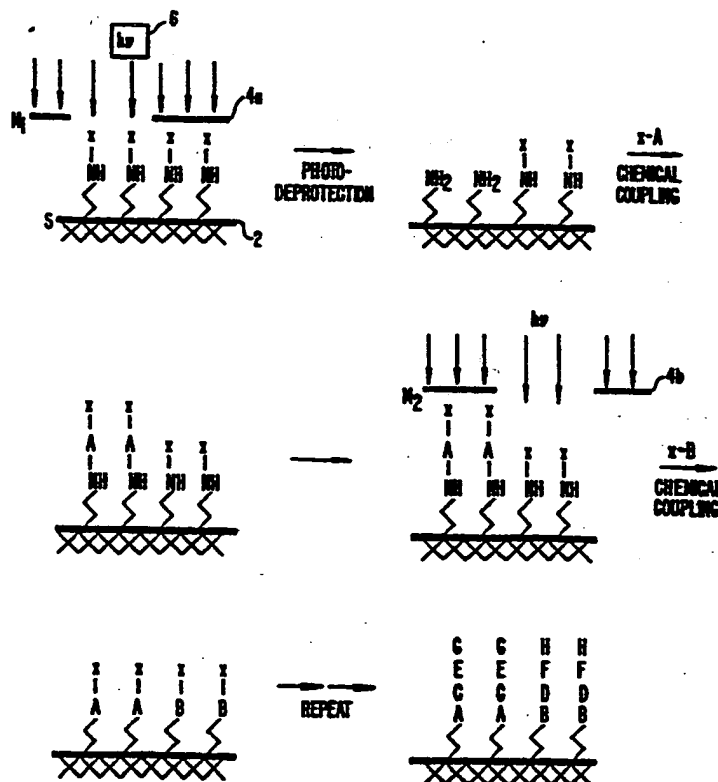 6
hν
4a
M1
x x x x
NH NH NH NH
S
2
PHOTO-
DEPROTECTION
x x
NH2 NH2 NH NH
x-A
CHEMICAL
COUPLING
x x
A A x x
NH NH NH NH
hν
4b
M2
x x
A A x x
NH NH NH NH
x-B
CHEMICAL
COUPLING
x x x x
A A B B
REPEAT
G G H H
E E F F
C C D D
A A B B